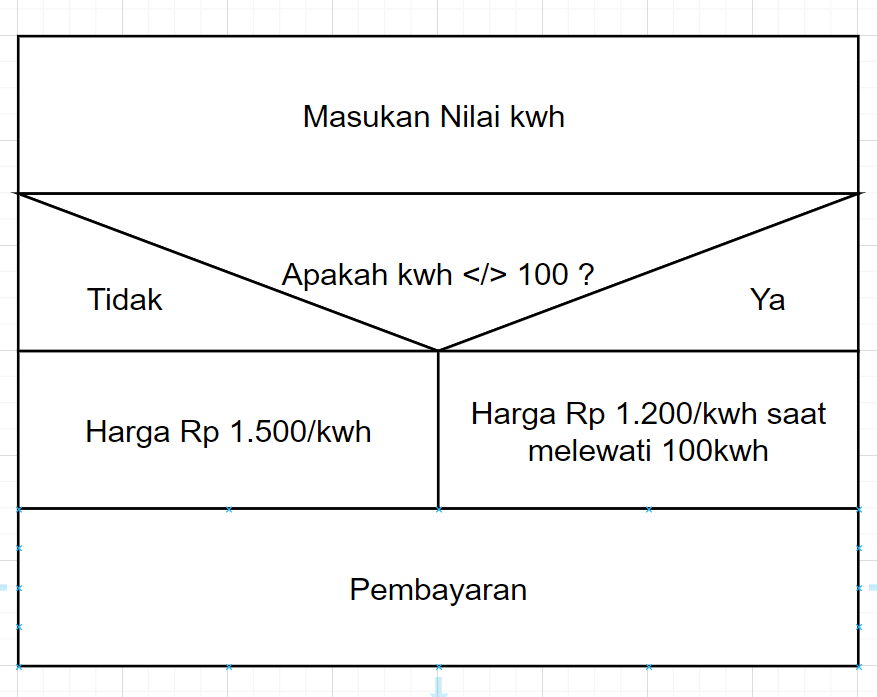 Masukan Nilai kwh
Apakah kwh </> 100 ?
Tidak
Ya
Harga Rp 1.500/kwh
Harga Rp 1.200/kwh saat
melewati 100kwh
Pembayaran